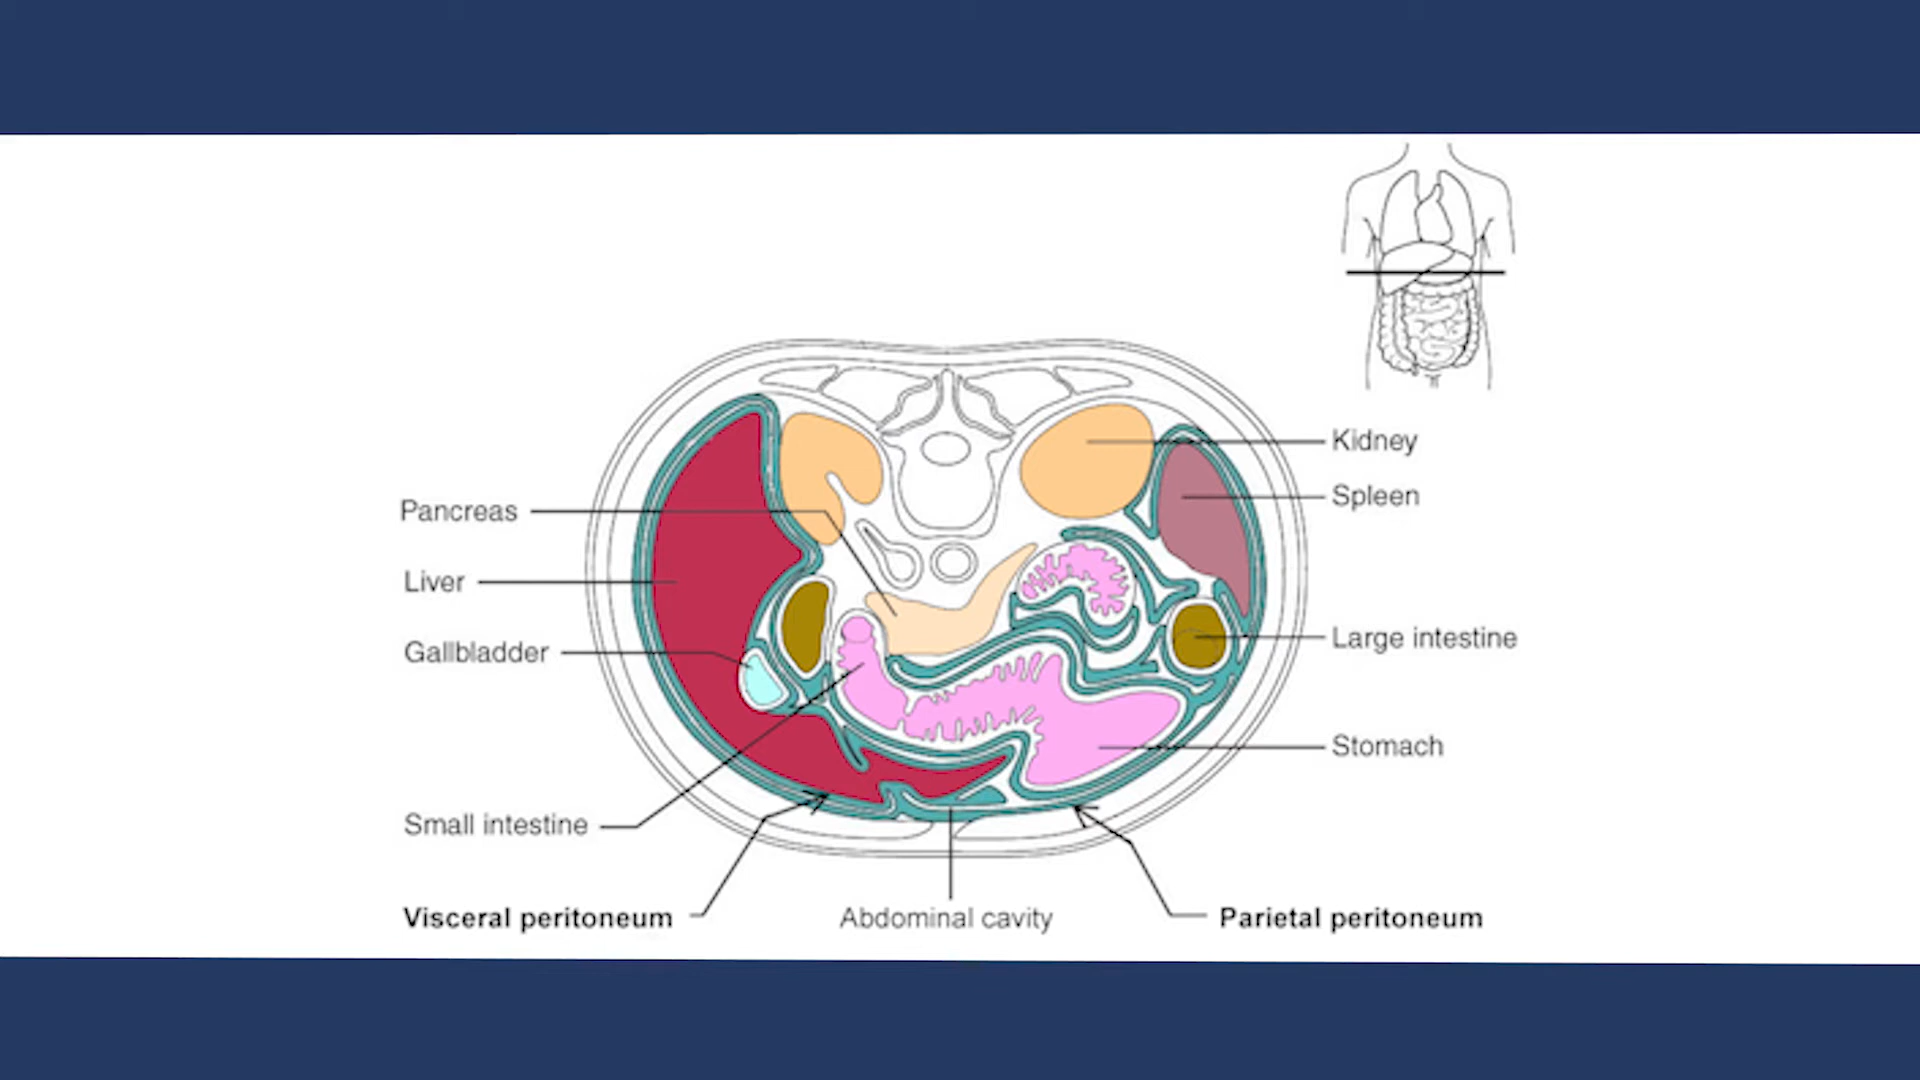 Kidney
Spleen
Pancreas
Liver
Gallbladder
Large intestine
Stomach
Small intestine
Visceral peritoneum
Abdominal cavity
Parietal peritoneum